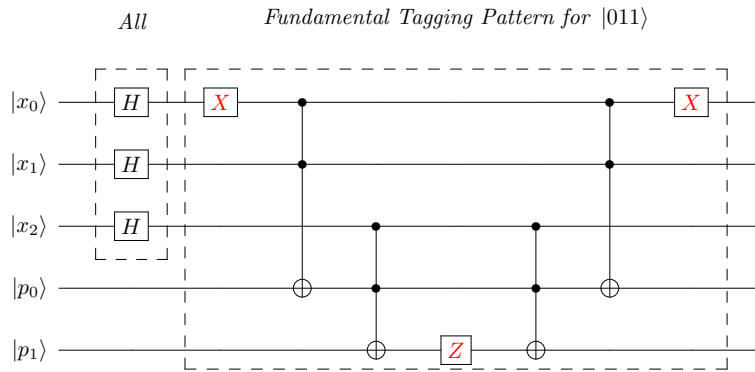 All Fundamental Tagging Pattern for |011⟩
|x₀⟩ H X X
|x₁⟩ H
|x₂⟩ H
|p₀⟩
|p₁⟩ Z